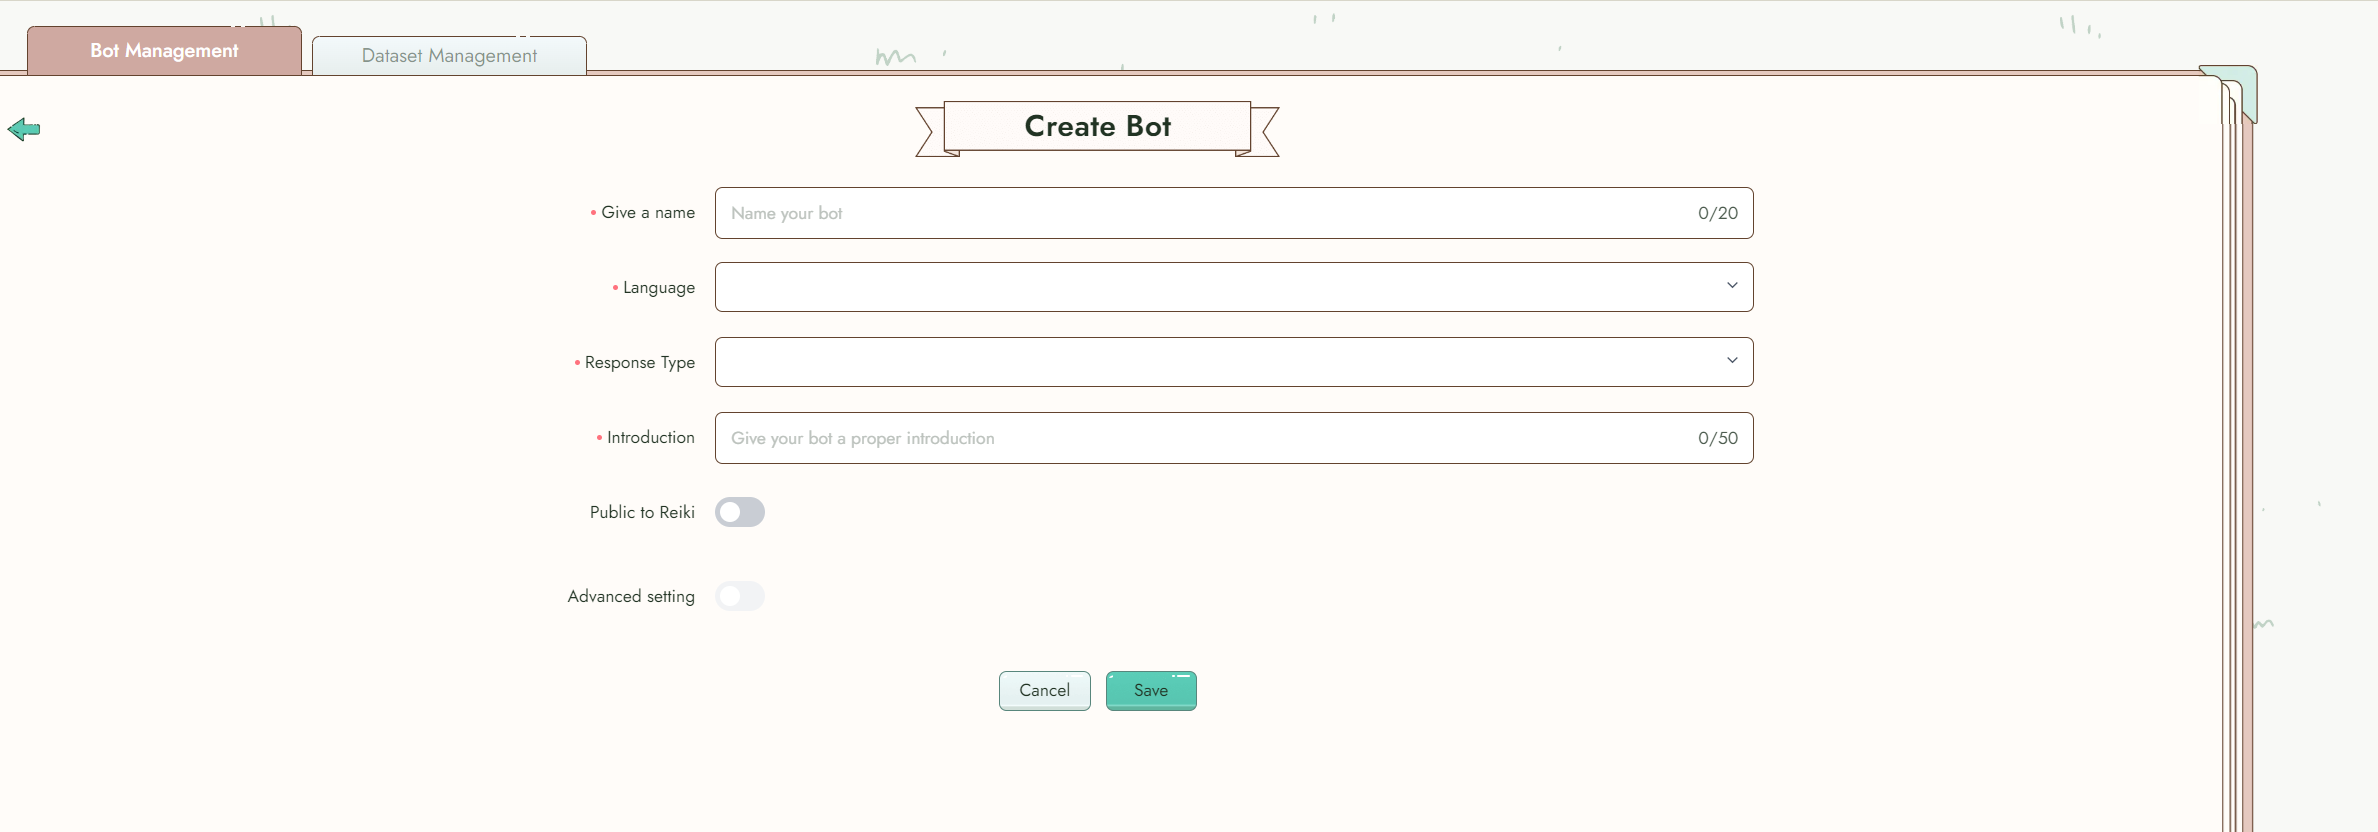 Bot Management
Dataset Management
Create Bot
Give a name
Name your bot
0/20
Language
Response Type
Introduction
Give your bot a proper introduction
0/50
Public to Reiki
Advanced setting
Cancel
Save